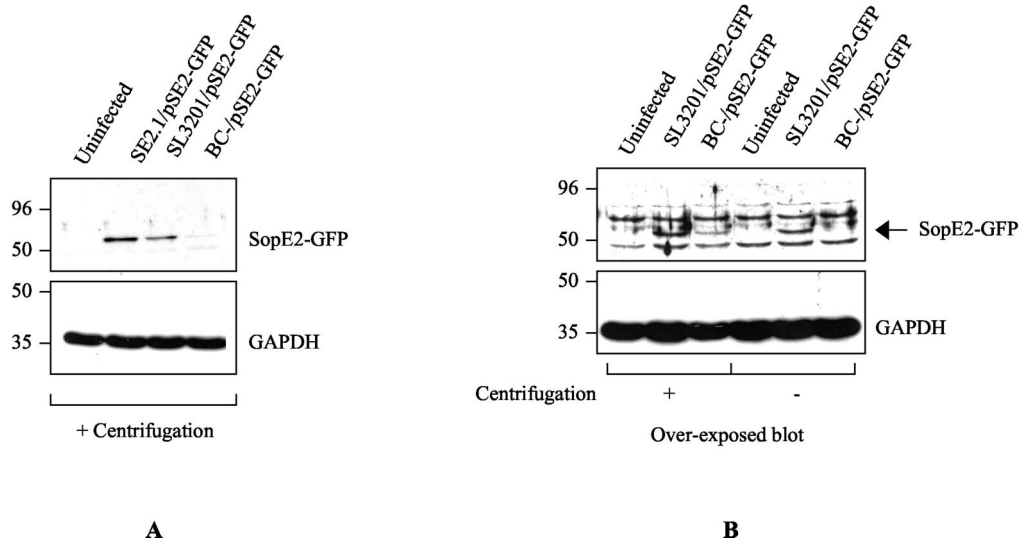 Uninfected
SE2.1/pSE2-GFP
SL3201/pSE2-GFP
BC-/pSE2-GFP
96
50
SopE2-GFP
50
35
GAPDH
+ Centrifugation
A
Uninfected
SL3201/pSE2-GFP
BC-/pSE2-GFP
Uninfected
SL3201/pSE2-GFP
BC-/pSE2-GFP
96
50
SopE2-GFP
50
35
GAPDH
Centrifugation + -
Over-exposed blot
B